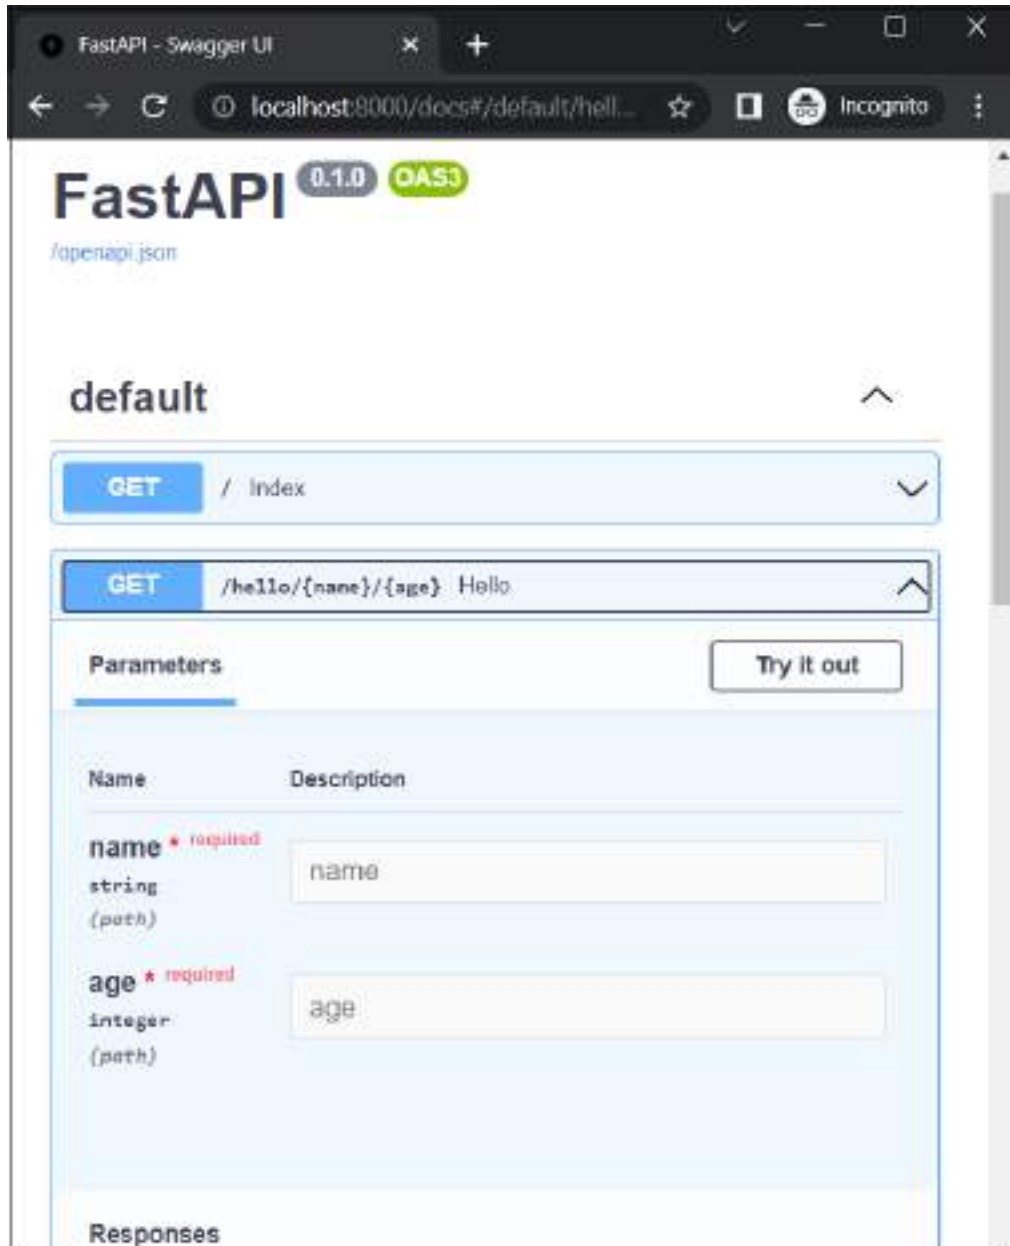 FastAPI - Swagger UI
localhost:8000/docs#/default/hell...
Incognito
FastAPI 0.1.0 OAS3
/openapi.json
default
GET / Index
GET /hello/{name}/{age} Hello
Parameters
Try it out
Name Description
name * required
name
string
(path)
age * required
age
integer
(path)
Responses